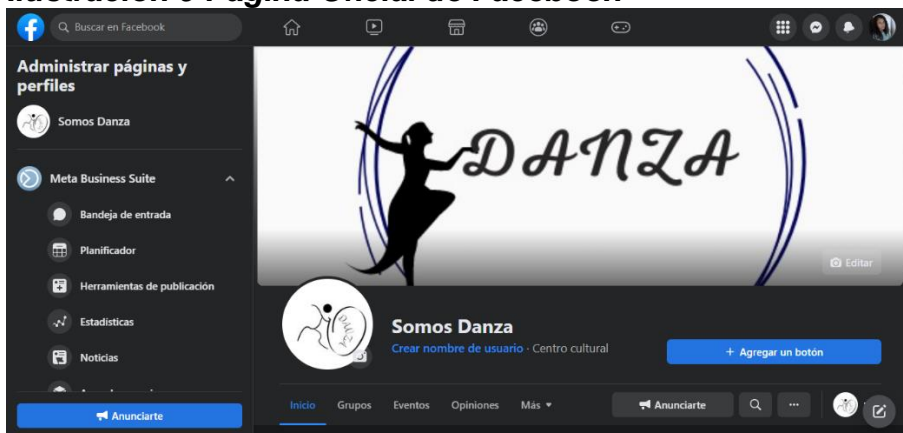 Ilustración 6 Página Oficial de Facebook
Buscar en Facebook
Administrar páginas y
perfiles
Somos Danza
Meta Business Suite
Bandeja de entrada
Planificador
Herramientas de publicación
Estadísticas
Noticias
Anunciarte
DANZA
Editar
DANZA
Somos Danza
Crear nombre de usuario · Centro cultural
+ Agregar un botón
Inicio
Grupos
Eventos
Opiniones
Más
Anunciarte